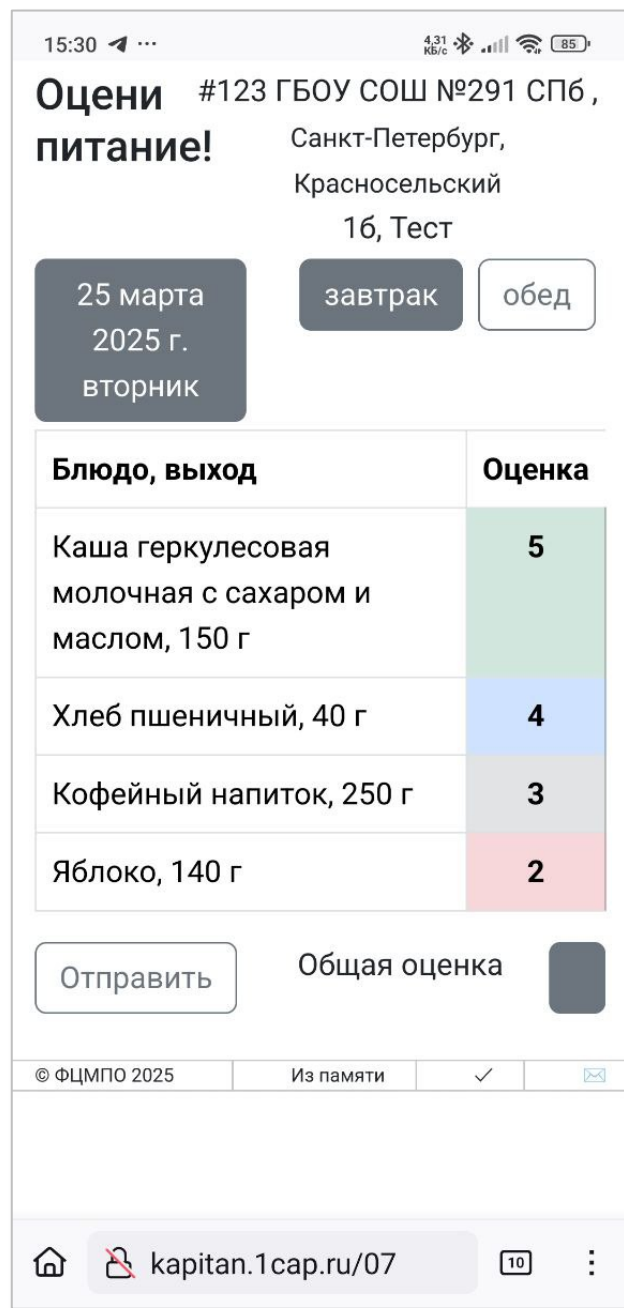 15:30
4,31
КБ/с
85
Оцени
питание!
#123 ГБОУ СОШ №291 СПб ,
Санкт-Петербург,
Красносельский
1б, Тест
25 марта
2025 г.
вторник
завтрак
обед
Блюдо, выход Оценка
Каша геркулесовая 5
молочная с сахаром и
маслом, 150 г
Хлеб пшеничный, 40 г 4
Кофейный напиток, 250 г 3
Яблоко, 140 г 2
Отправить
Общая оценка
© ФЦМПО 2025 Из памяти
kapitan.1cap.ru/07
10